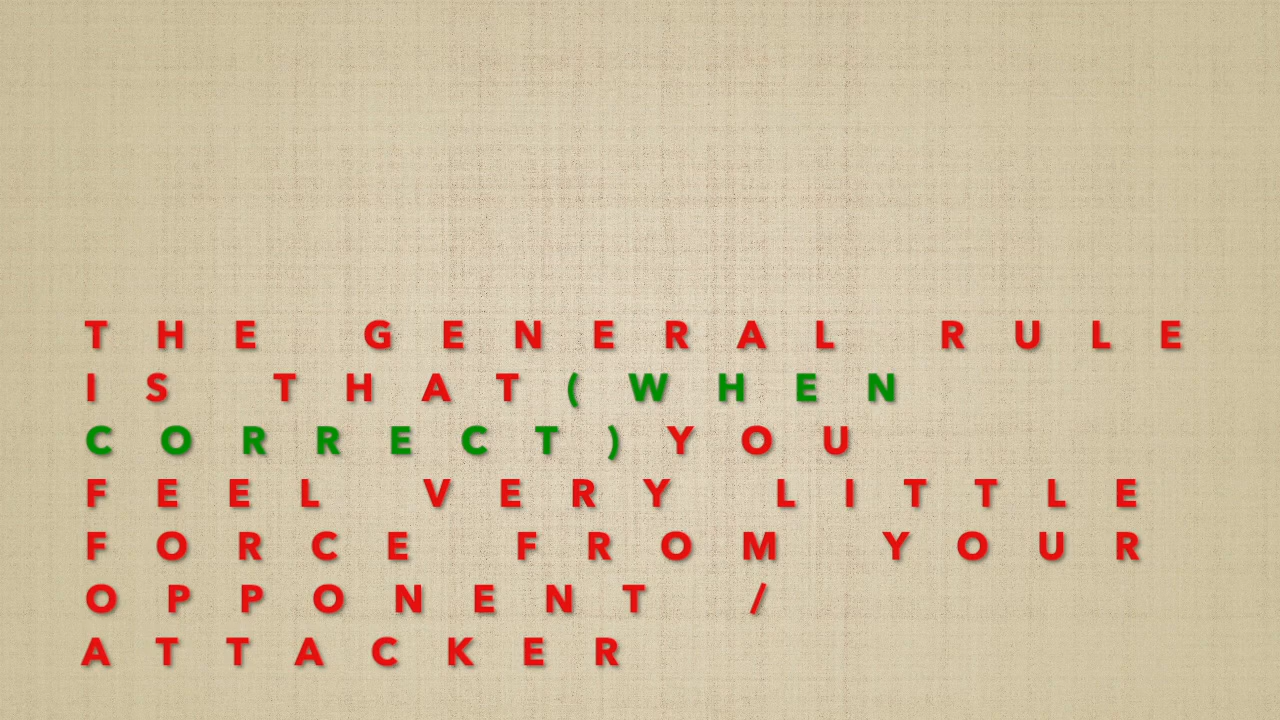 THE GENERAL RULE
IS THAT(WHEN
CORRECT)YOU
FEEL VERY LITTLE
FORCE FROM YOUR
OPPONENT /
ATTACKER